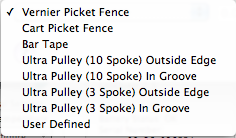 ✓ Vernier Picket Fence
Cart Picket Fence
Bar Tape
Ultra Pulley (10 Spoke) Outside Edge
Ultra Pulley (10 Spoke) In Groove
Ultra Pulley (3 Spoke) Outside Edge
Ultra Pulley (3 Spoke) In Groove
User Defined